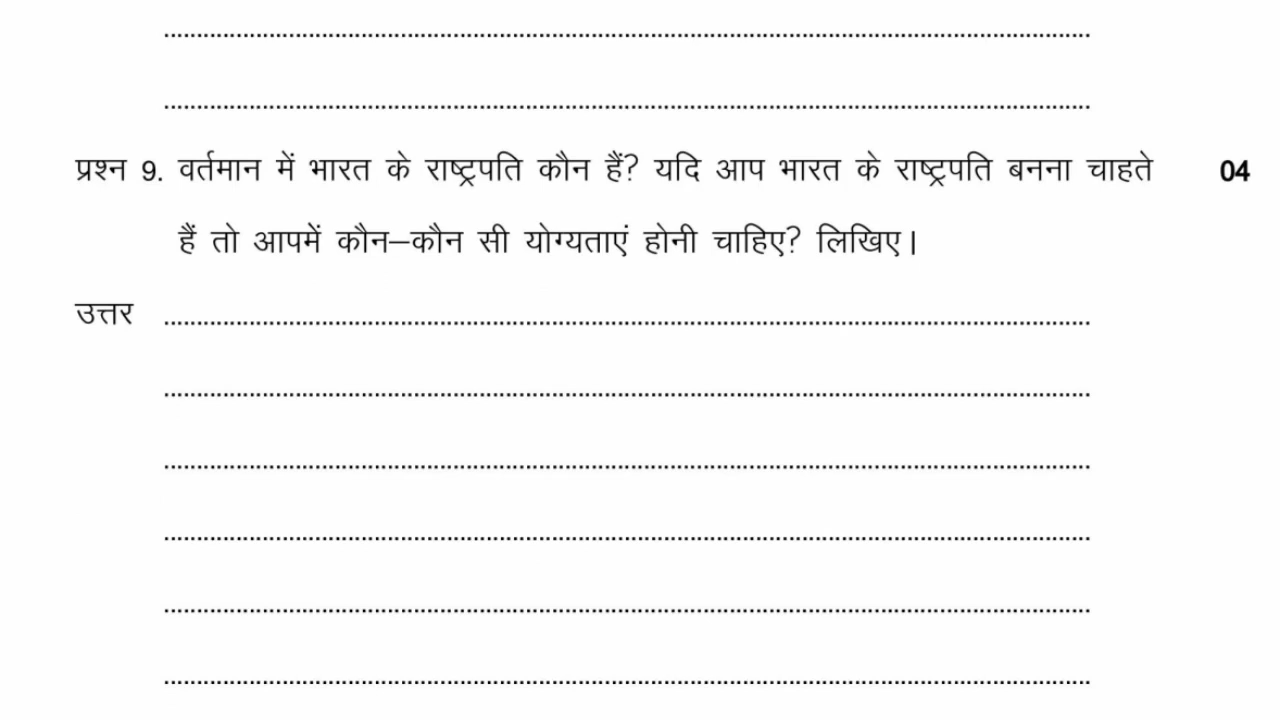 प्रश्न 9. वर्तमान में भारत के राष्ट्रपति कौन हैं? यदि आप भारत के राष्ट्रपति बनना चाहते 04
हैं तो आपमें कौन–कौन सी योग्यताएं होनी चाहिए? लिखिए।
उत्तर